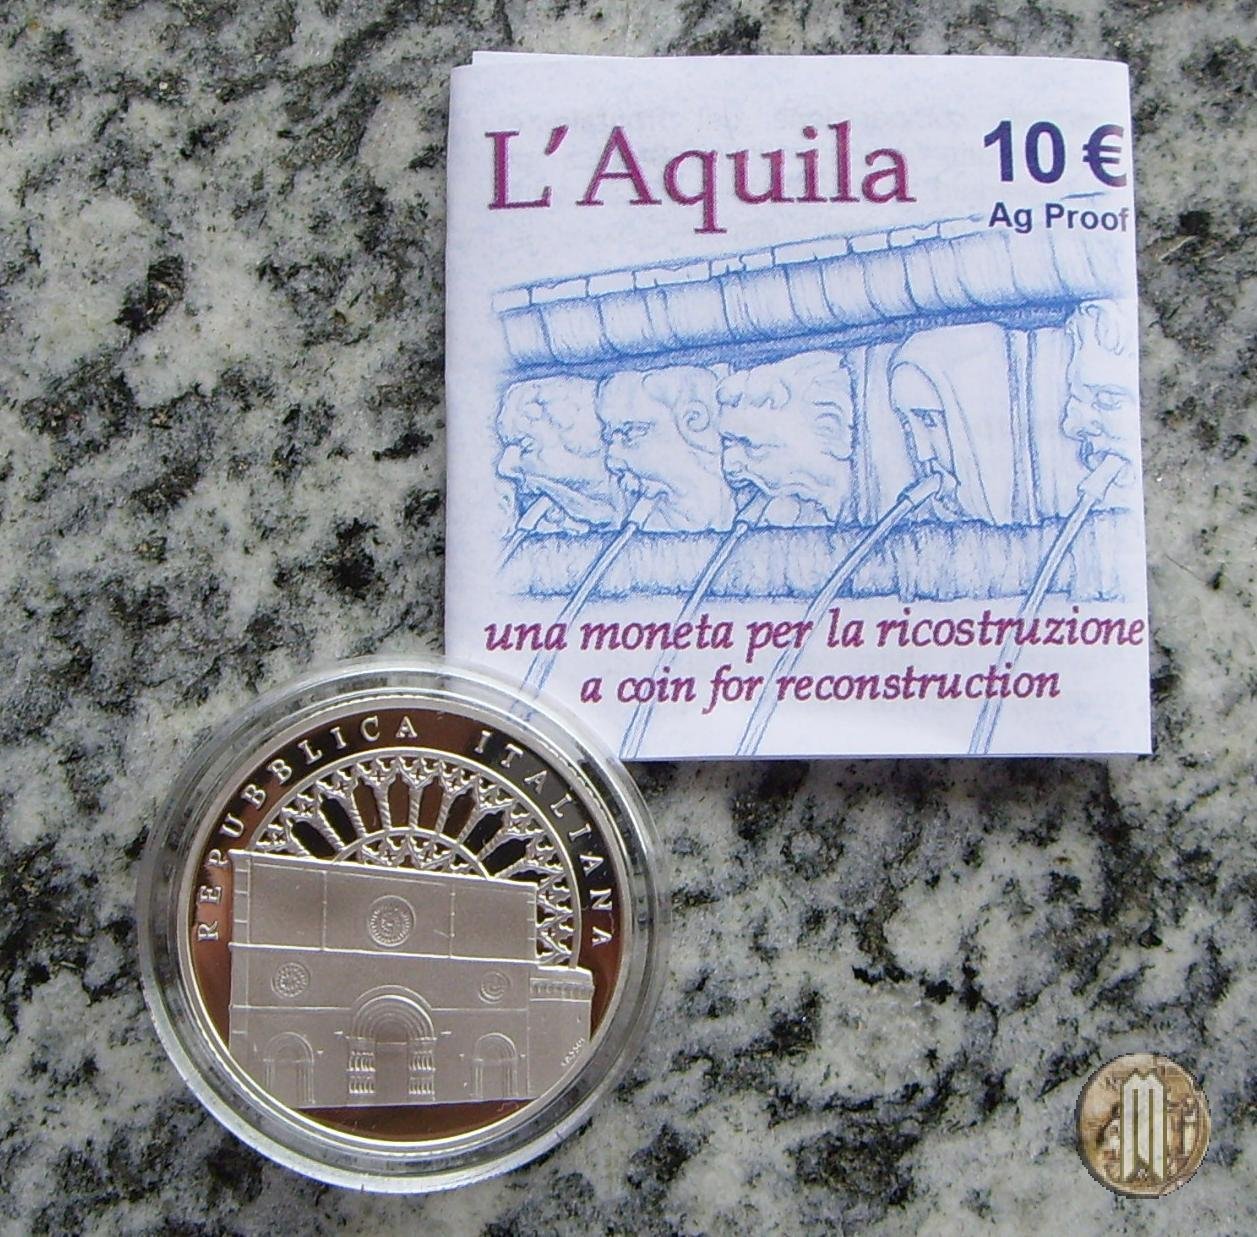 L'Aquila
10 €
Ag Proof
una moneta per la ricostruzione
a coin for reconstruction
REPUBBLICA ITALIANA
M